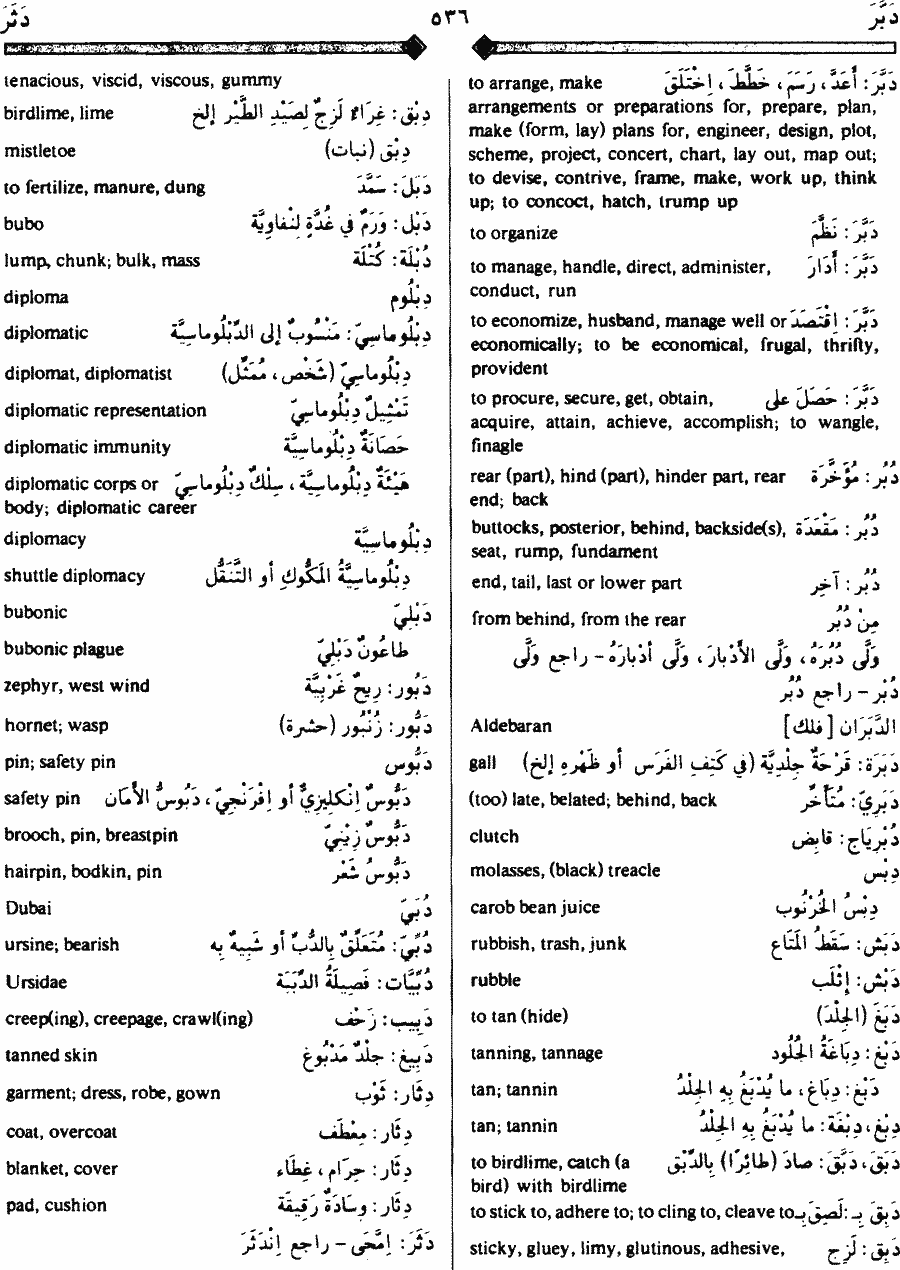 دَبَّرَ ٥٣٦ دَثَرَ
دَبَّرَ : أَعَدَّ ، رَسَمَ ، خَطَّطَ ، اِخْتَلَقَ to arrange, make
arrangements or preparations for, prepare, plan,
make (form, lay) plans for, engineer, design, plot,
scheme, project, concert, chart, lay out, map out;
to devise, contrive, frame, make, work up, think
up; to concoct, hatch, trump up
دَبَّرَ : نَظَّمَ to organize
دَبَّرَ : أَدَارَ to manage, handle, direct, administer,
conduct, run
دَبَّرَ : اِقْتَصَدَ to economize, husband, manage well or
economically; to be economical, frugal, thrifty,
provident
دَبَّرَ : حَصَلَ على to procure, secure, get, obtain,
acquire, attain, achieve, accomplish; to wangle,
finagle
دُبُر : مُؤَخَّرَة rear (part), hind (part), hinder part, rear
end; back
دُبُر : مَقْعَدَة buttocks, posterior, behind, backside(s),
seat, rump, fundament
دُبُر : آخِر end, tail, last or lower part
مِنْ دُبُر from behind, from the rear
وَلَّى دُبُرَهُ ، وَلَّى الأَدْبَارَ ، وَلَّى أدْبارَهُ - راجع وَلَّى
دُبْر - راجع دُبُر
الدَّبَرَان [ فلك ] Aldebaran
دَبَرَة : قَرْحَةٌ جِلْدِيَّة (في كَتِفِ الفَرَسِ أو ظَهْرِهِ إلخ) gall
دَبَرِيّ : مُتَأَخِّر (too) late, belated; behind, back
دُبْرِيَاج : قابِض clutch
دِبْس molasses, (black) treacle
دِبْسُ الخَرْنُوب carob bean juice
دَبَش : سَقَطُ المَتَاع rubbish, trash, junk
دَبْش : إثْلَب rubble
دَبَغَ (الجِلْدَ) to tan (hide)
دَبْغ : دِبَاغَةُ الجُلُود tanning, tannage
دَبْغ : دِبَاغ ، ما يُدْبَغُ بِهِ الجِلْدُ tan; tannin
دِبْغ ، دِبْغَة : ما يُدْبَغُ بِهِ الجِلْدُ tan; tannin
دَبَقَ ، دَبَّقَ : صادَ (طائِرًا) بِالدِّبْق to birdlime, catch (a
bird) with birdlime
دَبِقَ بِـ : لَصِقَ بِـ to stick to, adhere to; to cling to, cleave to
دَبِق : لَزِج sticky, gluey, limy, glutinous, adhesive,
tenacious, viscid, viscous, gummy
دِبْق : غِرَاءٌ لَزِجٌ لِصَيْدِ الطَّيْرِ إلخ birdlime, lime
دِبْق (نبات) mistletoe
دَبَلَ : سَمَّدَ to fertilize, manure, dung
دَبْل : وَرَمٌ في غُدَّةٍ لِنْفاوِيَّة bubo
دُبْلَة : كُتْلَة lump, chunk; bulk, mass
دِبْلُوم diploma
دِبْلُوماسِيّ : مَنْسُوبٌ إلى الدِّبْلُوماسِيَّة diplomatic
دِبْلُوماسِيّ (شَخْص ، مُمَثِّل) diplomat, diplomatist
تَمْثِيلٌ دِبْلُوماسِيّ diplomatic representation
حَصَانَةٌ دِبْلُوماسِيَّة diplomatic immunity
هَيْئَةٌ دِبْلُوماسِيَّة ، سِلْكٌ دِبْلُوماسِيّ diplomatic corps or
body; diplomatic career
دِبْلُوماسِيَّة diplomacy
دِبْلُوماسِيَّةُ المَكُّوكِ أو التَّنَقُّل shuttle diplomacy
دَبْلِيّ bubonic
طاعُونٌ دَبْلِيّ bubonic plague
دَبُور : رِيحٌ غَرْبِيَّة zephyr, west wind
دَبُّور : زُنْبُور (حشرة) hornet; wasp
دَبُّوس pin; safety pin
دَبُّوسٌ إنْكليزِيٌّ أو إفْرَنْجِيّ ، دَبُّوسُ الأَمَان safety pin
دَبُّوسٌ زِينِيّ brooch, pin, breastpin
دَبُّوسُ شَعْر hairpin, bodkin, pin
دُبَيّ Dubai
دُبِّيّ : مُتَعَلِّقٌ بِالدُّبِّ أو شَبِيهٌ بِهِ ursine; bearish
دُبِّيَّات : فَصِيلَةُ الدِّبَبَة Ursidae
دَبِيب : زَحْف creep(ing), creepage, crawl(ing)
دَبِيغ : جِلْدٌ مَدْبُوغ tanned skin
دِثَار : ثَوْب garment; dress, robe, gown
دِثَار : مِعْطَف coat, overcoat
دِثَار : حِرَام ، غِطَاء blanket, cover
دِثَار : وِسَادَةٌ رَقِيقَة pad, cushion
دَثَرَ : اِمَّحَى - راجع اِنْدَثَرَ